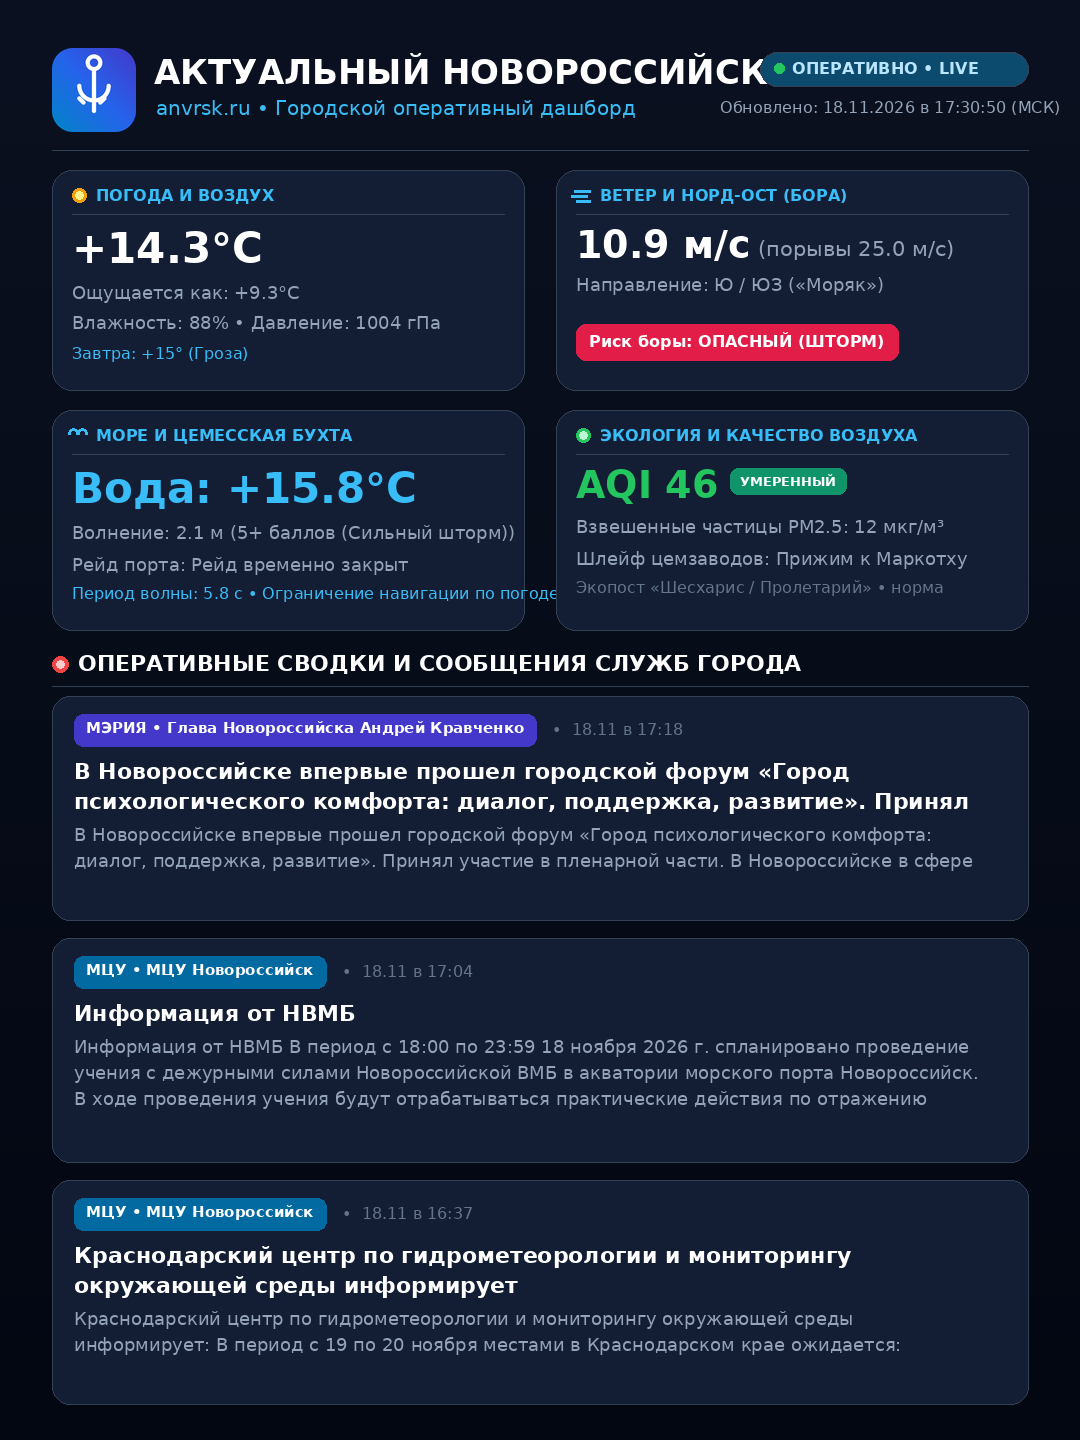 АКТУАЛЬНЫЙ НОВОРОССИЙСК
ОПЕРАТИВНО • LIVE
anvrsk.ru • Городской оперативный дашборд
Обновлено: 18.11.2026 в 17:30:50 (МСК)
ПОГОДА И ВОЗДУХ
+14.3°C
Ощущается как: +9.3°C
Влажность: 88% • Давление: 1004 гПа
Завтра: +15° (Гроза)
ВЕТЕР И НОРД-ОСТ (БОРА)
10.9 м/с (порывы 25.0 м/с)
Направление: Ю / ЮЗ («Моряк»)
Риск боры: ОПАСНЫЙ (ШТОРМ)
МОРЕ И ЦЕМЕССКАЯ БУХТА
Вода: +15.8°C
Волнение: 2.1 м (5+ баллов (Сильный шторм))
Рейд порта: Рейд временно закрыт
Период волны: 5.8 с • Ограничение навигации по погоде
ЭКОЛОГИЯ И КАЧЕСТВО ВОЗДУХА
AQI 46 УМЕРЕННЫЙ
Взвешенные частицы PM2.5: 12 мкг/м³
Шлейф цемзаводов: Прижим к Маркотху
Экопост «Шесхарис / Пролетарий» • норма
ОПЕРАТИВНЫЕ СВОДКИ И СООБЩЕНИЯ СЛУЖБ ГОРОДА
МЭРИЯ • Глава Новороссийска Андрей Кравченко • 18.11 в 17:18
В Новороссийске впервые прошел городской форум «Город
психологического комфорта: диалог, поддержка, развитие». Принял
В Новороссийске впервые прошел городской форум «Город психологического комфорта:
диалог, поддержка, развитие». Принял участие в пленарной части. В Новороссийске в сфере
МЦУ • МЦУ Новороссийск • 18.11 в 17:04
Информация от НВМБ
Информация от НВМБ В период с 18:00 по 23:59 18 ноября 2026 г. спланировано проведение
учения с дежурными силами Новороссийской ВМБ в акватории морского порта Новороссийск.
В ходе проведения учения будут отрабатываться практические действия по отражению
МЦУ • МЦУ Новороссийск • 18.11 в 16:37
Краснодарский центр по гидрометеорологии и мониторингу
окружающей среды информирует
Краснодарский центр по гидрометеорологии и мониторингу окружающей среды
информирует: В период с 19 по 20 ноября местами в Краснодарском крае ожидается: